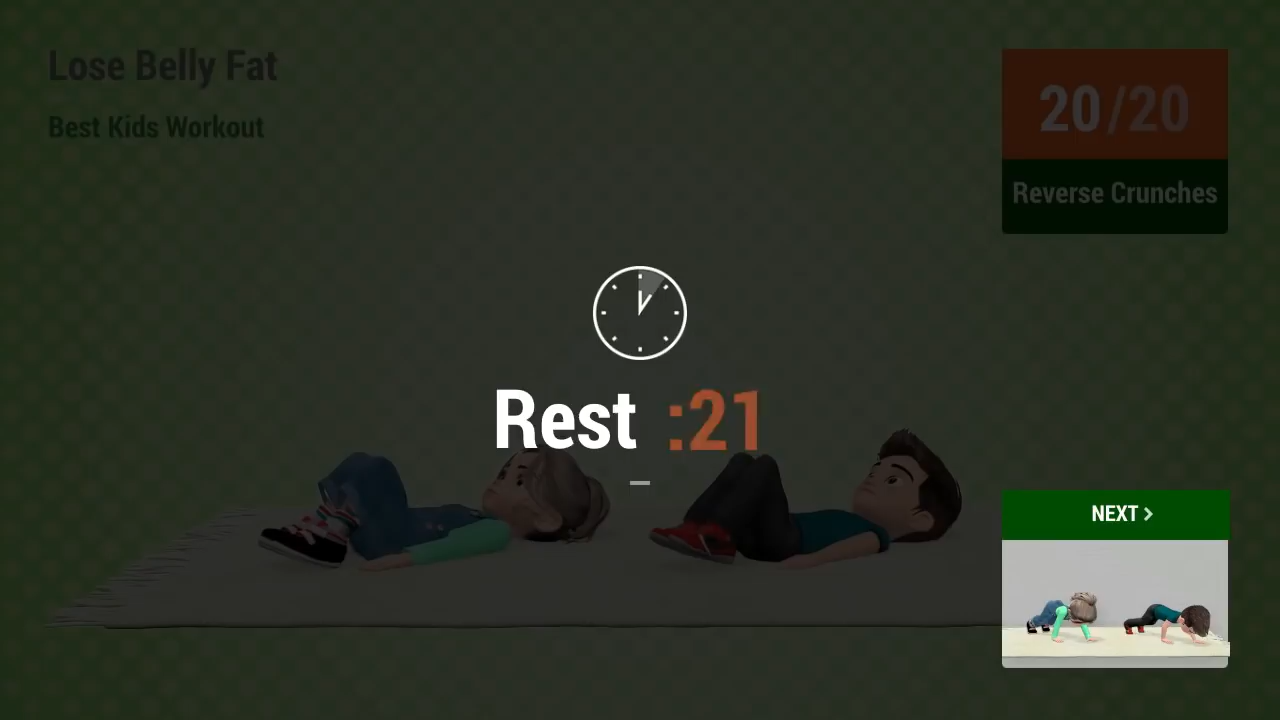 Lose Belly Fat
Best Kids Workout
20/20
Reverse Crunches
Rest :21
NEXT >